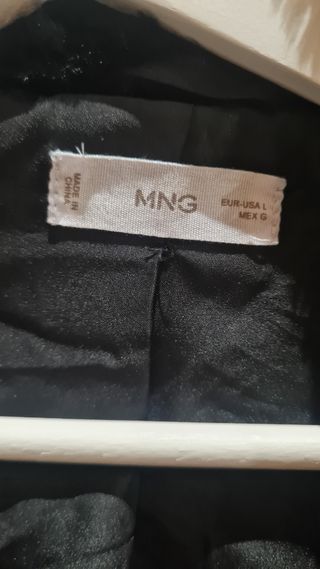 MADE IN
CHINA
MNG
EUR-USA L
MEX G